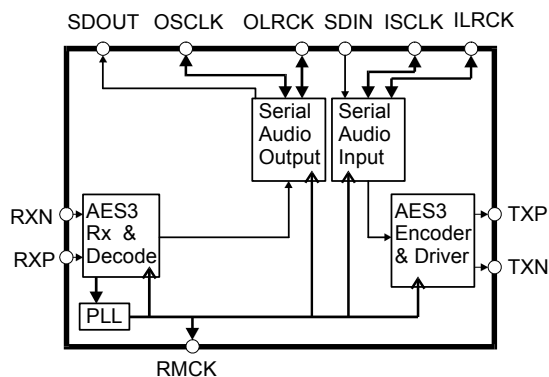 SDOUT OSCLK OLRCK SDIN ISCLK ILRCK
Serial
Audio
Output
Serial
Audio
Input
RXN
RXP
AES3
Rx &
Decode
AES3
Encoder
& Driver
TXP
TXN
PLL
RMCK